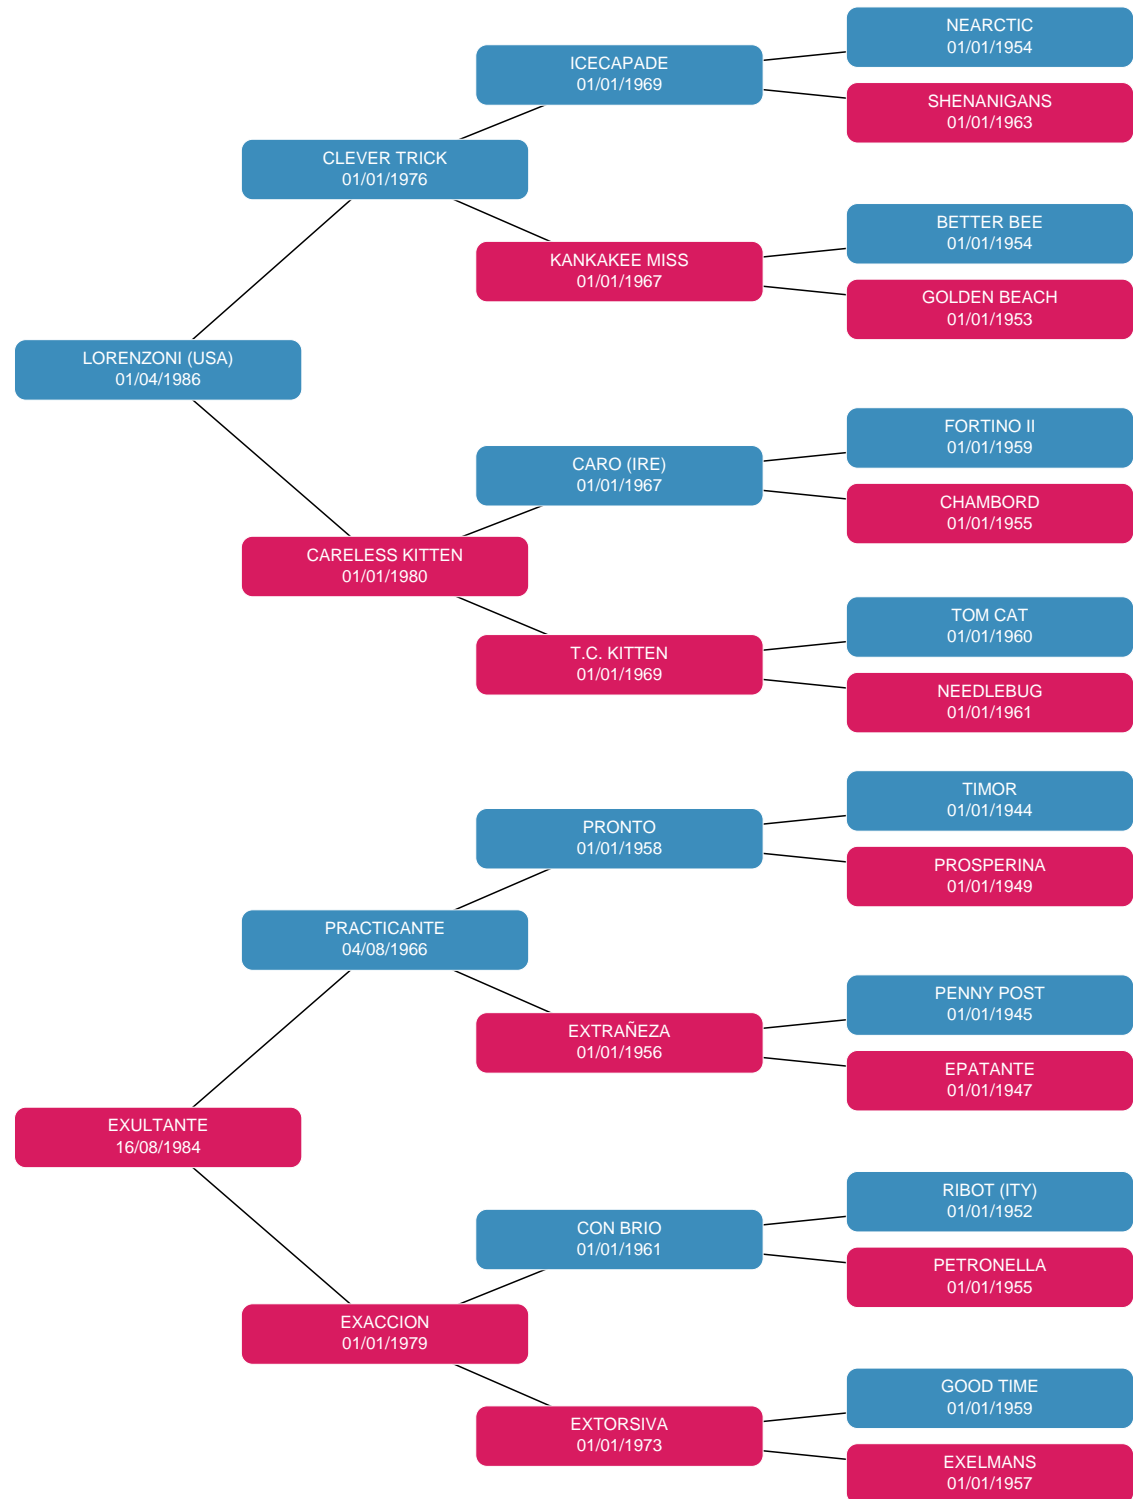 NEARCTIC
01/01/1954
ICECAPADE
01/01/1969
SHENANIGANS
01/01/1963
CLEVER TRICK
01/01/1976
BETTER BEE
01/01/1954
KANKAKEE MISS
01/01/1967
GOLDEN BEACH
01/01/1953
LORENZONI (USA)
01/04/1986
FORTINO II
01/01/1959
CARO (IRE)
01/01/1967
CHAMBORD
01/01/1955
CARELESS KITTEN
01/01/1980
TOM CAT
01/01/1960
T.C. KITTEN
01/01/1969
NEEDLEBUG
01/01/1961
TIMOR
01/01/1944
PRONTO
01/01/1958
PROSPERINA
01/01/1949
PRACTICANTE
04/08/1966
PENNY POST
01/01/1945
EXTRAÑEZA
01/01/1956
EPATANTE
01/01/1947
EXULTANTE
16/08/1984
RIBOT (ITY)
01/01/1952
CON BRIO
01/01/1961
PETRONELLA
01/01/1955
EXACCION
01/01/1979
GOOD TIME
01/01/1959
EXTORSIVA
01/01/1973
EXELMANS
01/01/1957